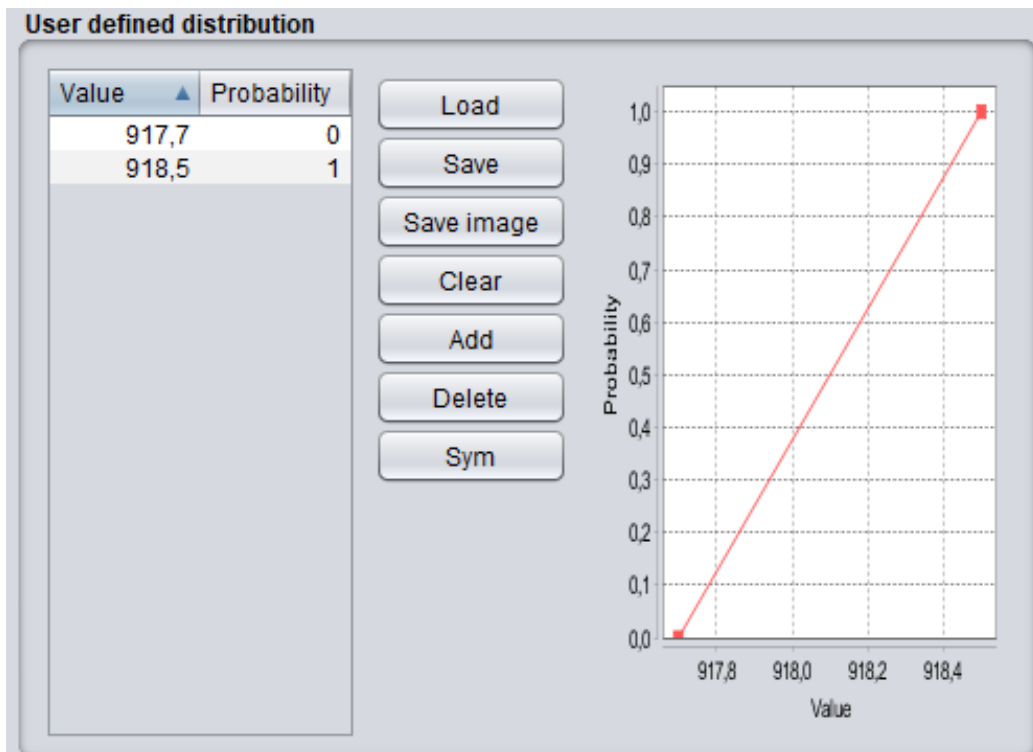 User defined distribution
Value Probability
917,7 0
918,5 1
Load
Save
Save image
Clear
Add
Delete
Sym
Probability
1,0
0,9
0,8
0,7
0,6
0,5
0,4
0,3
0,2
0,1
0,0
917,8 918,0 918,2 918,4
Value